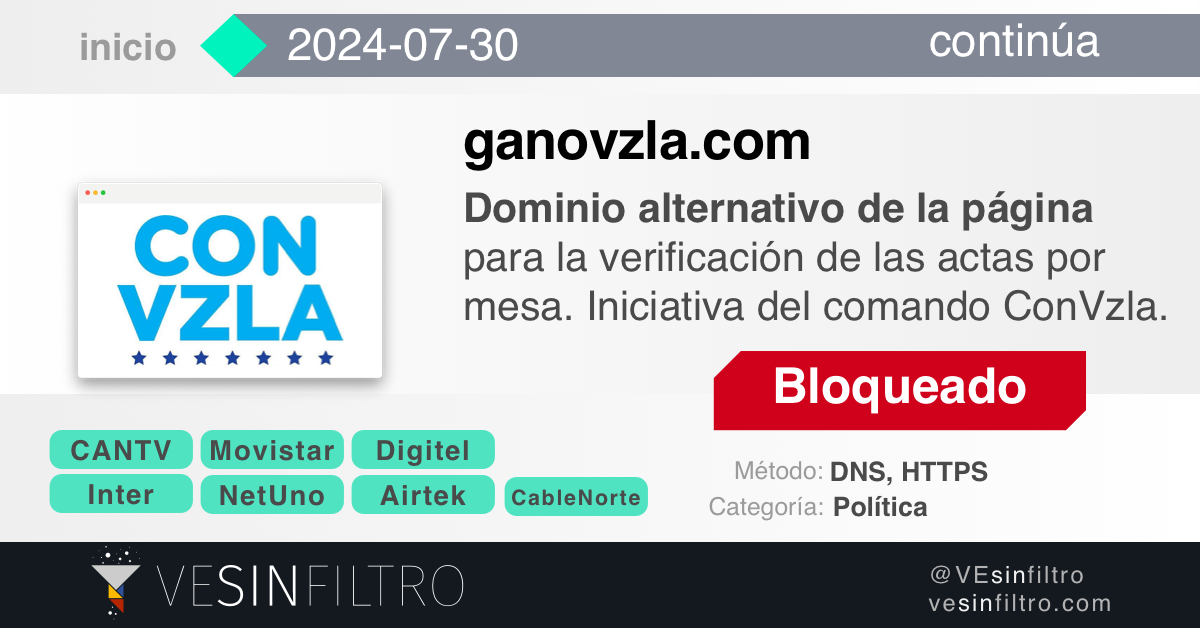 inicio 2024-07-30 continúa
ganovzla.com
Dominio alternativo de la página
para la verificación de las actas por
mesa. Iniciativa del comando ConVzla.
CON
VZLA
Bloqueado
CANTV Movistar Digitel
Inter NetUno Airtek CableNorte
Método: DNS, HTTPS
Categoría: Política
VESINFILTRO
@VEsinfiltro
vesinfiltro.com